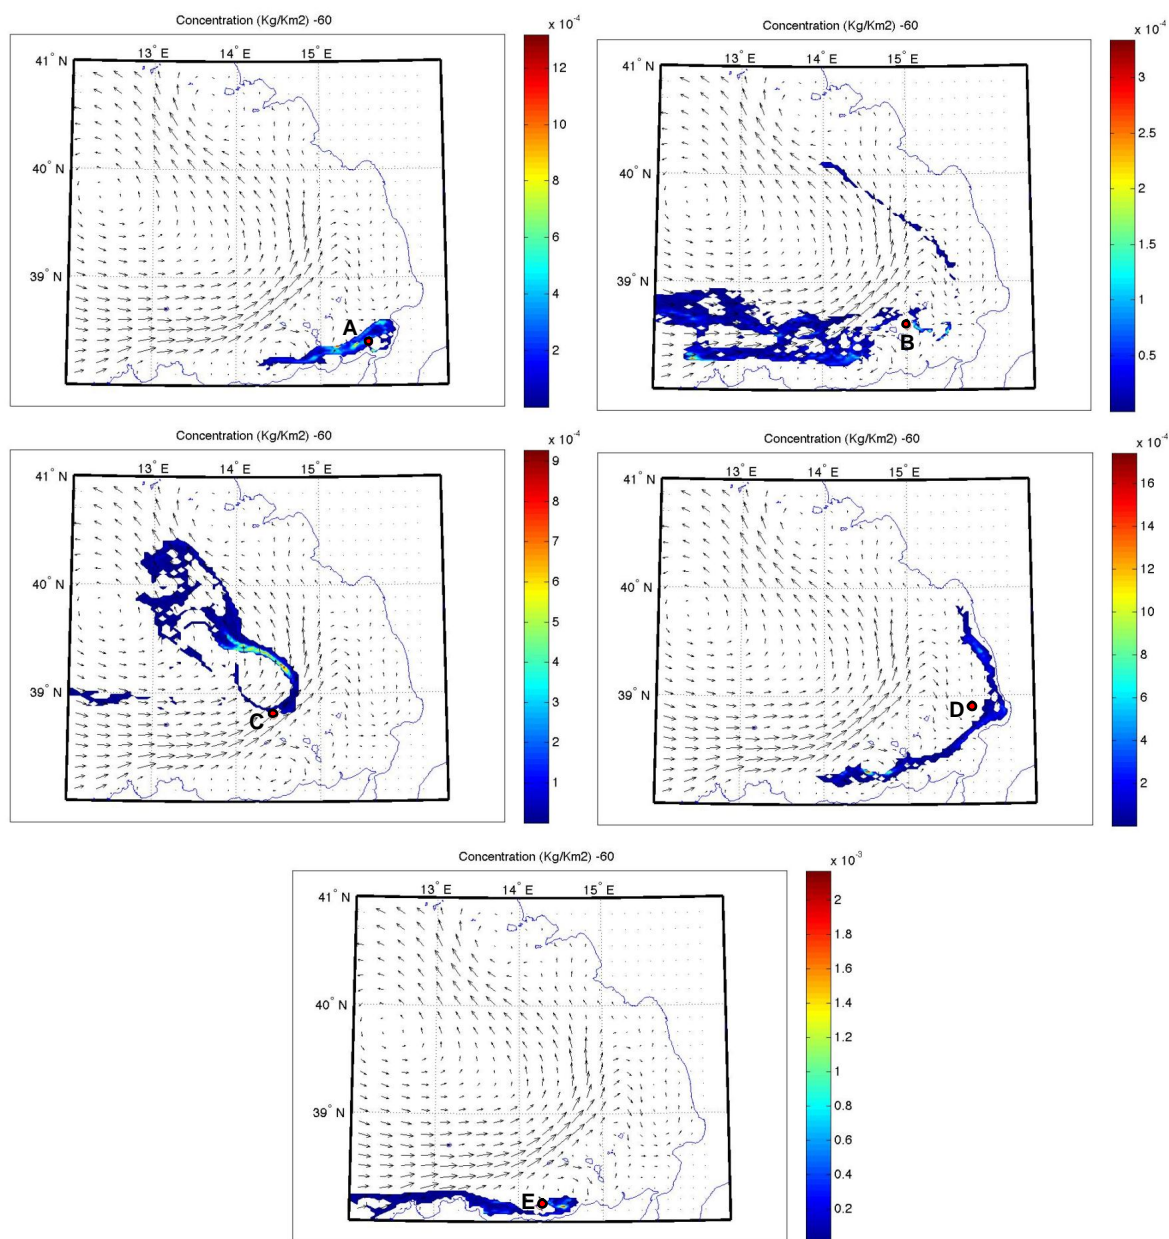 Concentration (Kg/Km2) -60
x 10-4
13° E 14° E 15° E
41° N
40° N
39° N
12
10
8
6
4
2
A
Concentration (Kg/Km2) -60
x 10-4
13° E 14° E 15° E
41° N
40° N
39° N
3
2.5
2
1.5
1
0.5
B
Concentration (Kg/Km2) -60
x 10-4
13° E 14° E 15° E
41° N
40° N
39° N
9
8
7
6
5
4
3
2
1
C
Concentration (Kg/Km2) -60
x 10-4
13° E 14° E 15° E
41° N
40° N
39° N
16
14
12
10
8
6
4
2
D
Concentration (Kg/Km2) -60
x 10-3
13° E 14° E 15° E
41° N
40° N
39° N
2
1.8
1.6
1.4
1.2
1
0.8
0.6
0.4
0.2
E